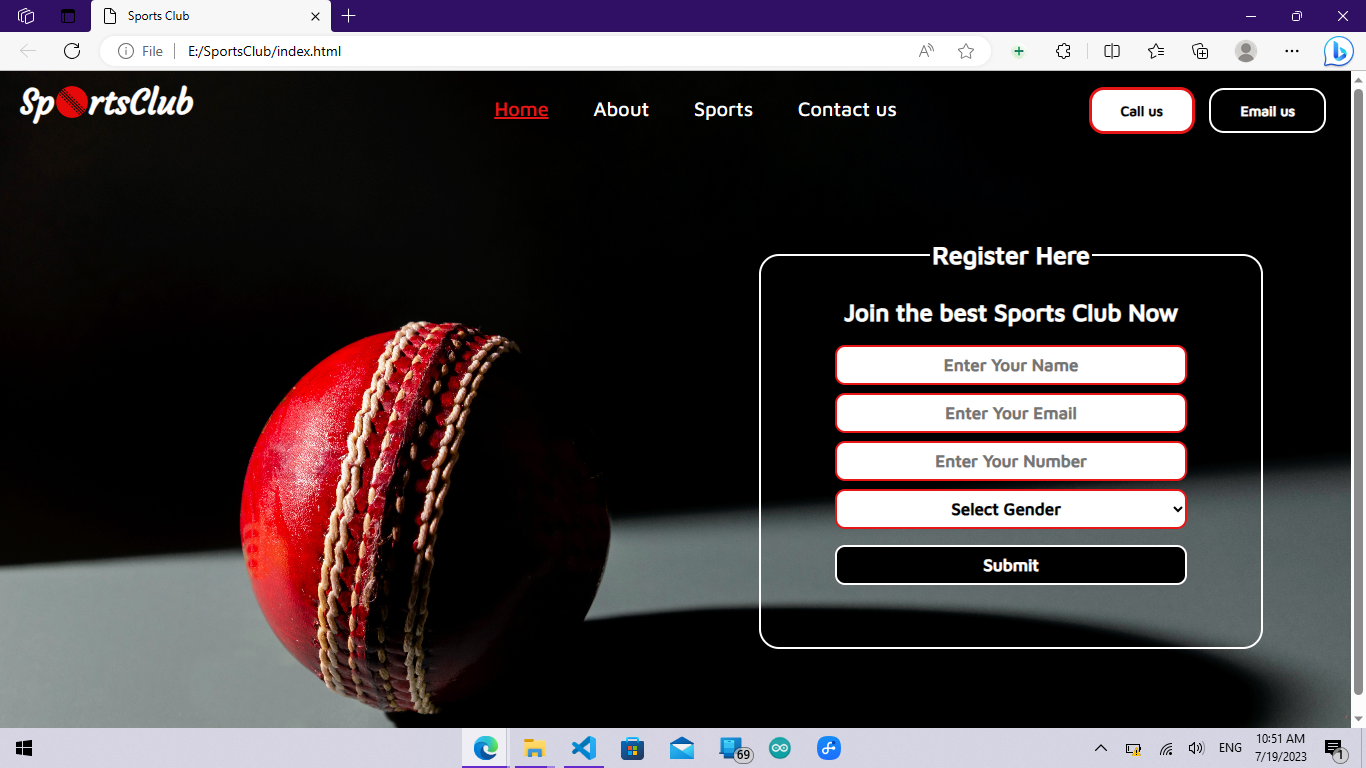 Sports Club
File
E:/SportsClub/index.html
SportsClub
Home
About
Sports
Contact us
Call us
Email us
Register Here
Join the best Sports Club Now
Enter Your Name
Enter Your Email
Enter Your Number
Select Gender
Submit
69
ENG
10:51 AM
7/19/2023
1